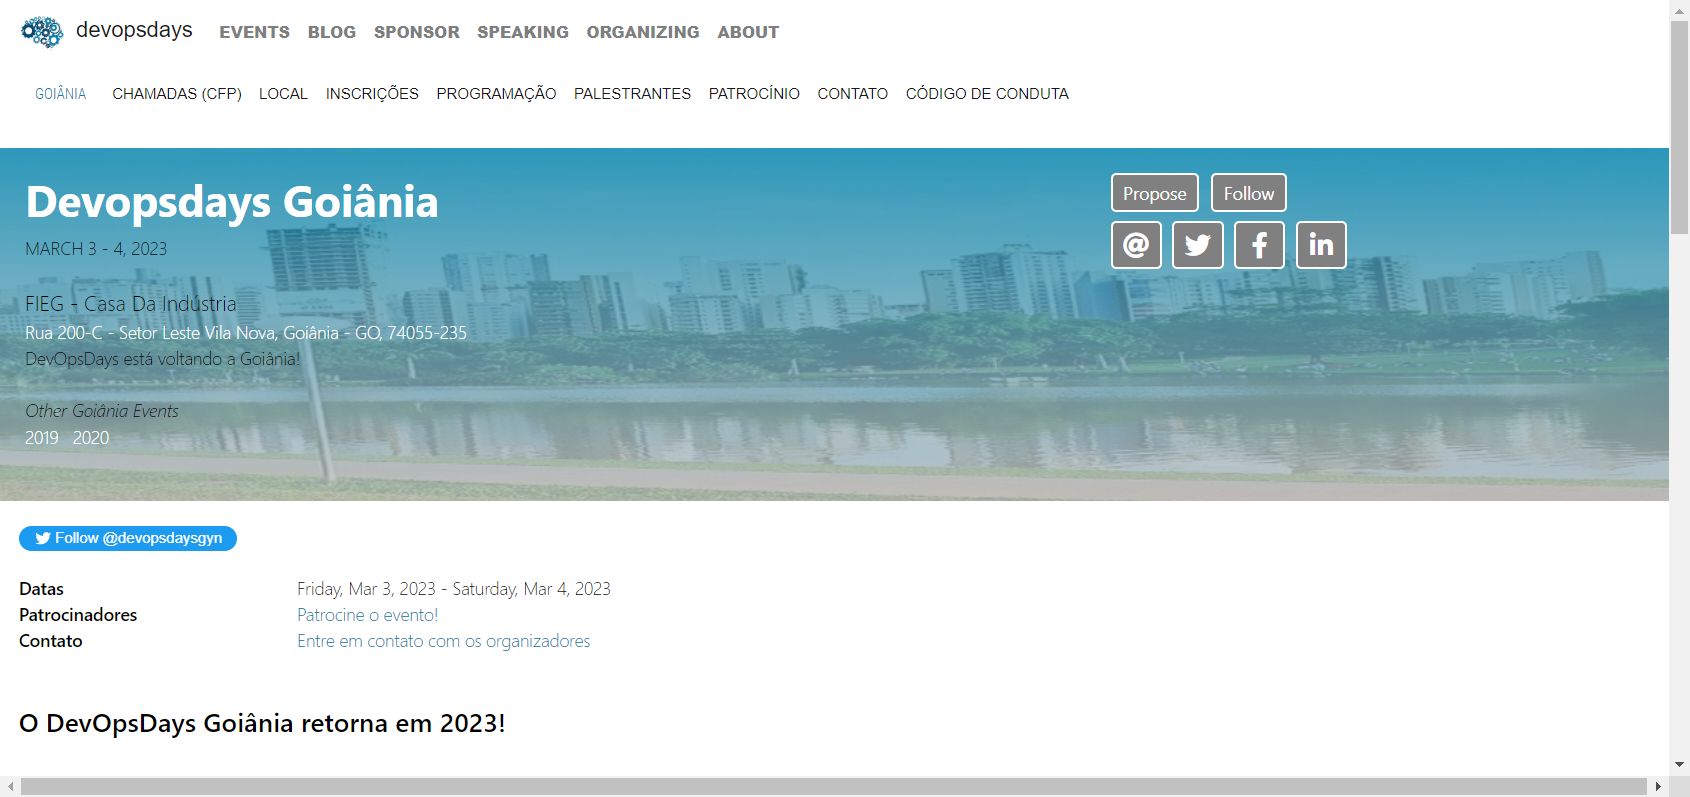 devopsdays EVENTS BLOG SPONSOR SPEAKING ORGANIZING ABOUT
GOIÂNIA CHAMADAS (CFP) LOCAL INSCRIÇÕES PROGRAMAÇÃO PALESTRANTES PATROCÍNIO CONTATO CÓDIGO DE CONDUTA
Devopsdays Goiânia
MARCH 3 - 4, 2023
FIEG - Casa Da Indústria
Rua 200-C - Setor Leste Vila Nova, Goiânia - GO, 74055-235
DevOpsDays está voltando a Goiânia!
Other Goiânia Events
2019 2020
Propose Follow
@ f in
Follow @devopsdaysgyn
Datas Friday, Mar 3, 2023 - Saturday, Mar 4, 2023
Patrocinadores Patrocine o evento!
Contato Entre em contato com os organizadores
O DevOpsDays Goiânia retorna em 2023!